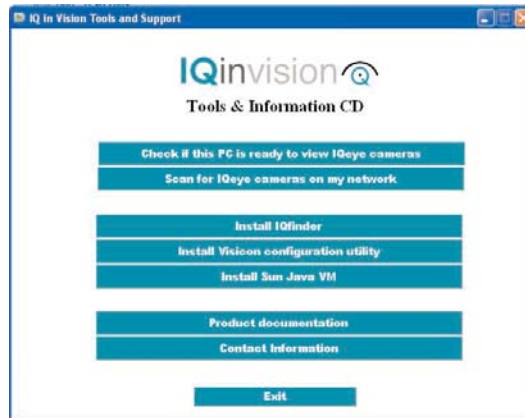 IQ in Vision Tools and Support
IQinvision
Tools & Information CD
Check if this PC is ready to view IQeye cameras
Scan for IQeye cameras on my network
Install IQfinder
Install Visicon configuration utility
Install Sun Java VM
Product documentation
Contact Information
Exit